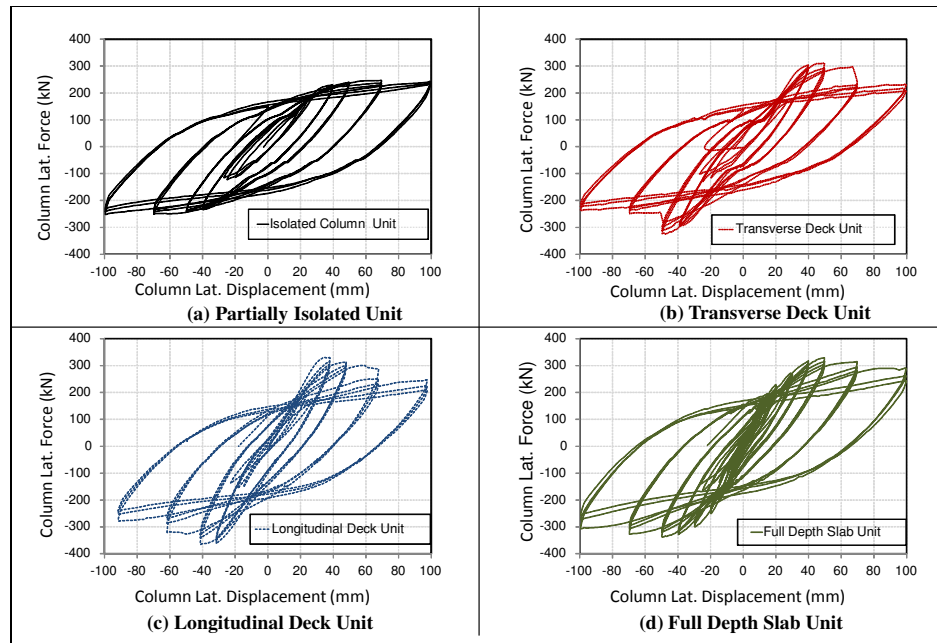 400
300
200
100
0
-100
-200
-300
-400
Column Lat. Force (kN)
Isolated Column Unit
-100 -80 -60 -40 -20 0 20 40 60 80 100
Column Lat. Displacement (mm)
(a) Partially Isolated Unit
400
300
200
100
0
-100
-200
-300
-400
Column Lat. Force (kN)
Transverse Deck Unit
-100 -80 -60 -40 -20 0 20 40 60 80 100
Column Lat. Displacement (mm)
(b) Transverse Deck Unit
400
300
200
100
0
-100
-200
-300
-400
Column Lat. Force (kN)
Longitudinal Deck Unit
-100 -80 -60 -40 -20 0 20 40 60 80 100
Column Lat. Displacement (mm)
(c) Longitudinal Deck Unit
400
300
200
100
0
-100
-200
-300
-400
Column Lat. Force (kN)
Full Depth Slab Unit
-100 -80 -60 -40 -20 0 20 40 60 80 100
Column Lat. Displacement (mm)
(d) Full Depth Slab Unit